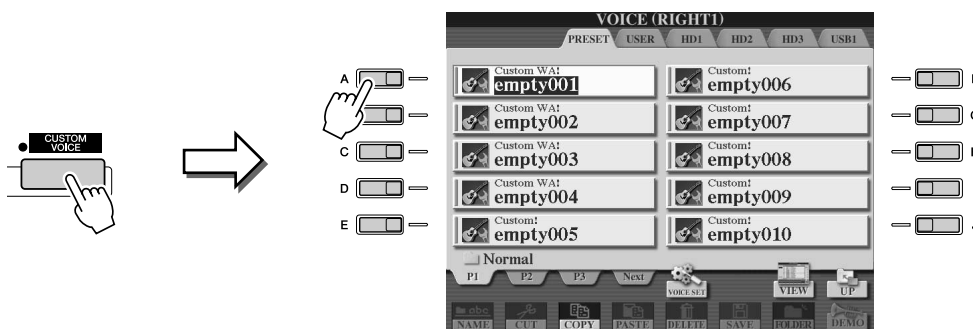 CUSTOM
VOICE
A
C
D
E
VOICE (RIGHT1)
PRESET USER HD1 HD2 HD3 USB1
Custom WA!
empty001
Custom WA!
empty002
Custom WA!
empty003
Custom WA!
empty004
Custom!
empty005
Custom!
empty006
Custom!
empty007
Custom!
empty008
Custom!
empty009
Custom!
empty010
Normal
P1 P2 P3 Next
VOICE SET
VIEW
UP
abc
NAME CUT COPY PASTE DELETE SAVE FOLDER DEMO